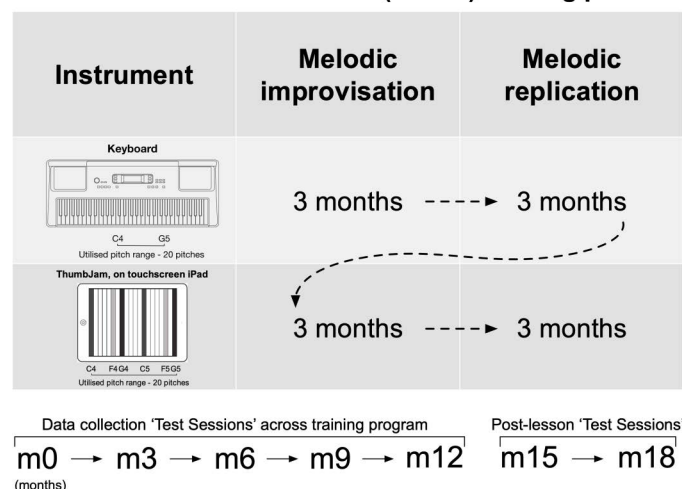 Instrument
Melodic
improvisation
Melodic
replication
Keyboard
C4 G5
Utilised pitch range - 20 pitches
3 months
3 months
ThumbJam, on touchscreen iPad
C4 F4 G4 C5 F5 G5
Utilised pitch range - 20 pitches
3 months
3 months
Data collection 'Test Sessions' across training program
m0 → m3 → m6 → m9 → m12
(months)
Post-lesson 'Test Sessions'
m15 → m18